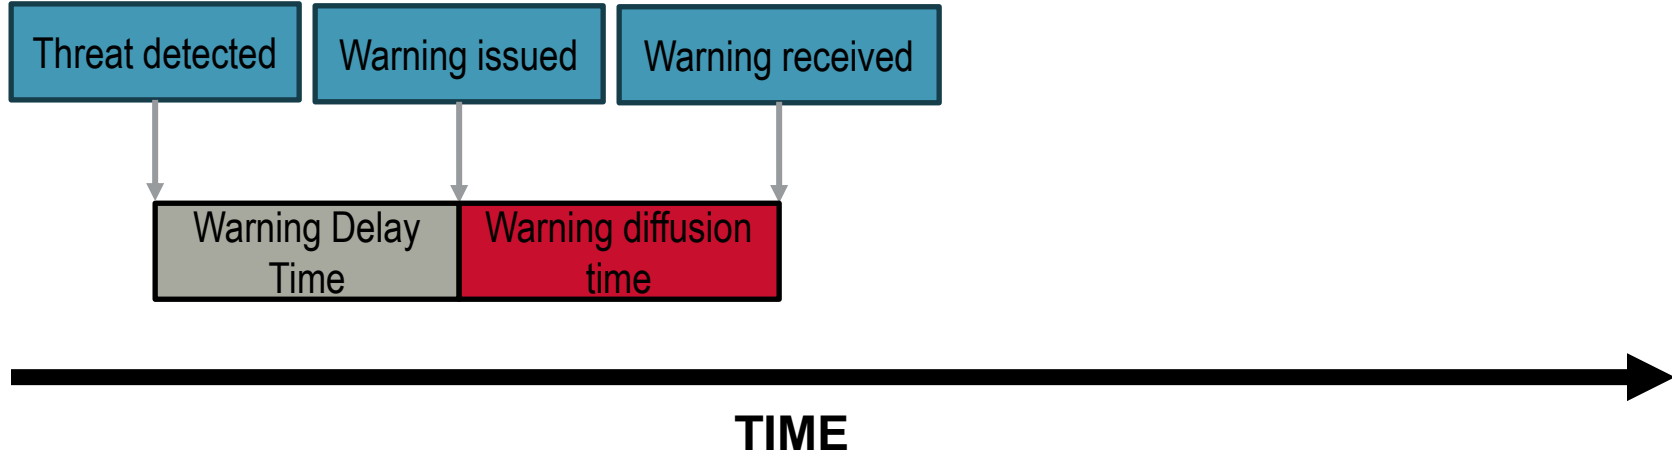 Threat detected
Warning issued
Warning received
Warning Delay
Time
Warning diffusion
time
TIME